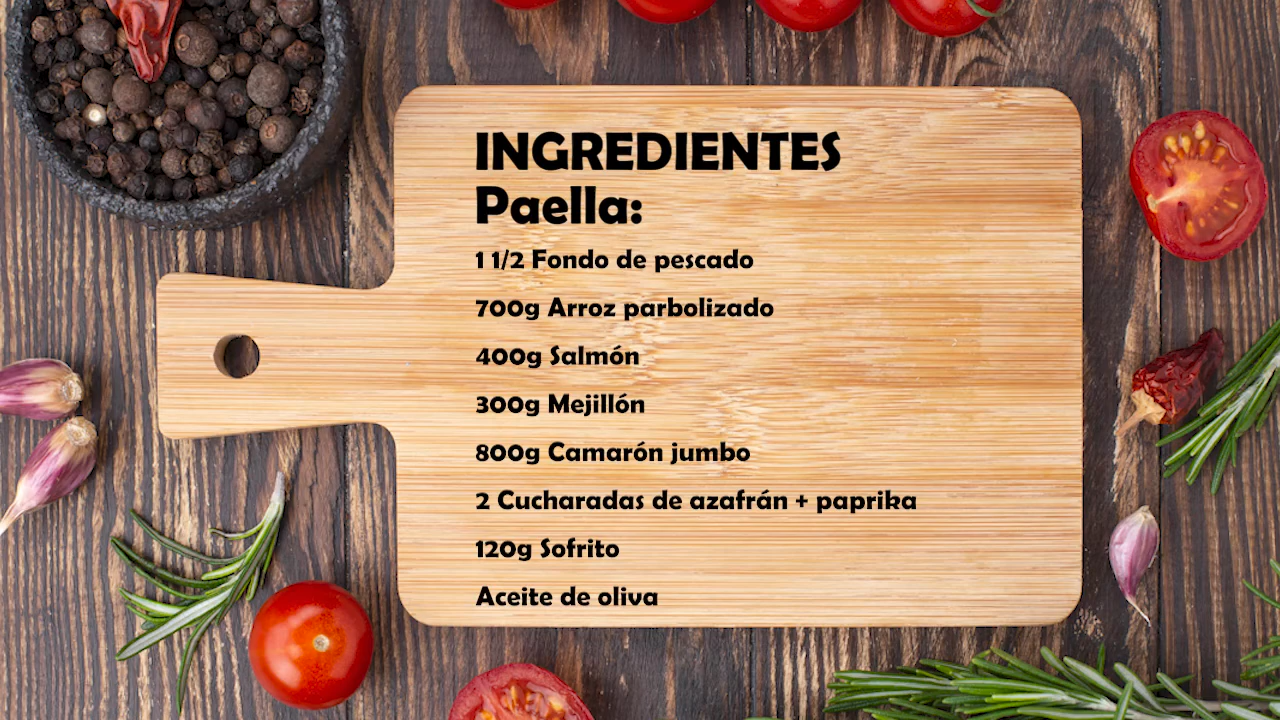 INGREDIENTES
Paella:
1 1/2 Fondo de pescado
700g Arroz parbolizado
400g Salmón
300g Mejillón
800g Camarón jumbo
2 Cucharadas de azafrán + paprika
120g Sofrito
Aceite de oliva